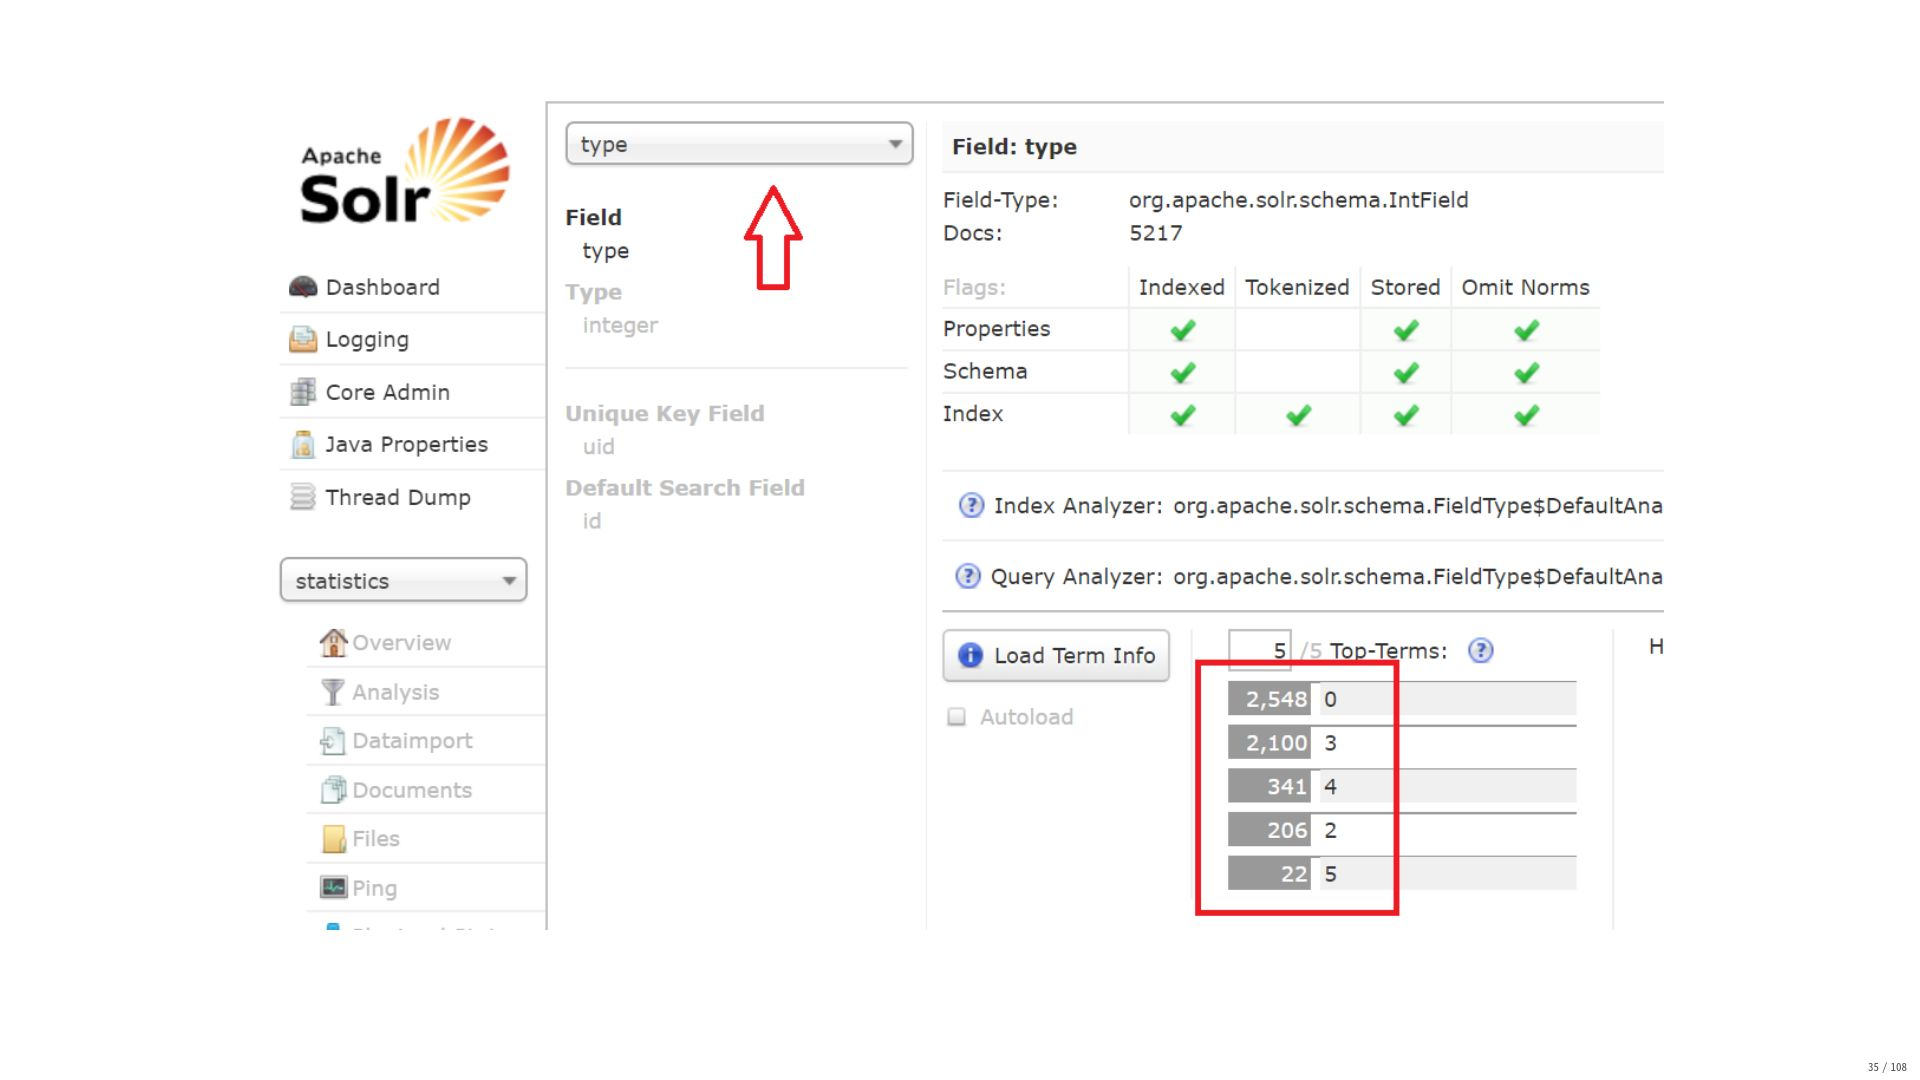 Apache
Solr
Dashboard
Logging
Core Admin
Java Properties
Thread Dump
statistics
Overview
Analysis
Dataimport
Documents
Files
Ping
type
Field
type
Type
integer
Unique Key Field
uid
Default Search Field
id
Field: type
Field-Type: org.apache.solr.schema.IntField
Docs: 5217
Flags: Indexed Tokenized Stored Omit Norms
Properties
Schema
Index
Index Analyzer: org.apache.solr.schema.FieldType$DefaultAna
Query Analyzer: org.apache.solr.schema.FieldType$DefaultAna
Load Term Info
Autoload
5 /5 Top-Terms:
H
2,548 0
2,100 3
341 4
206 2
22 5
35 / 108